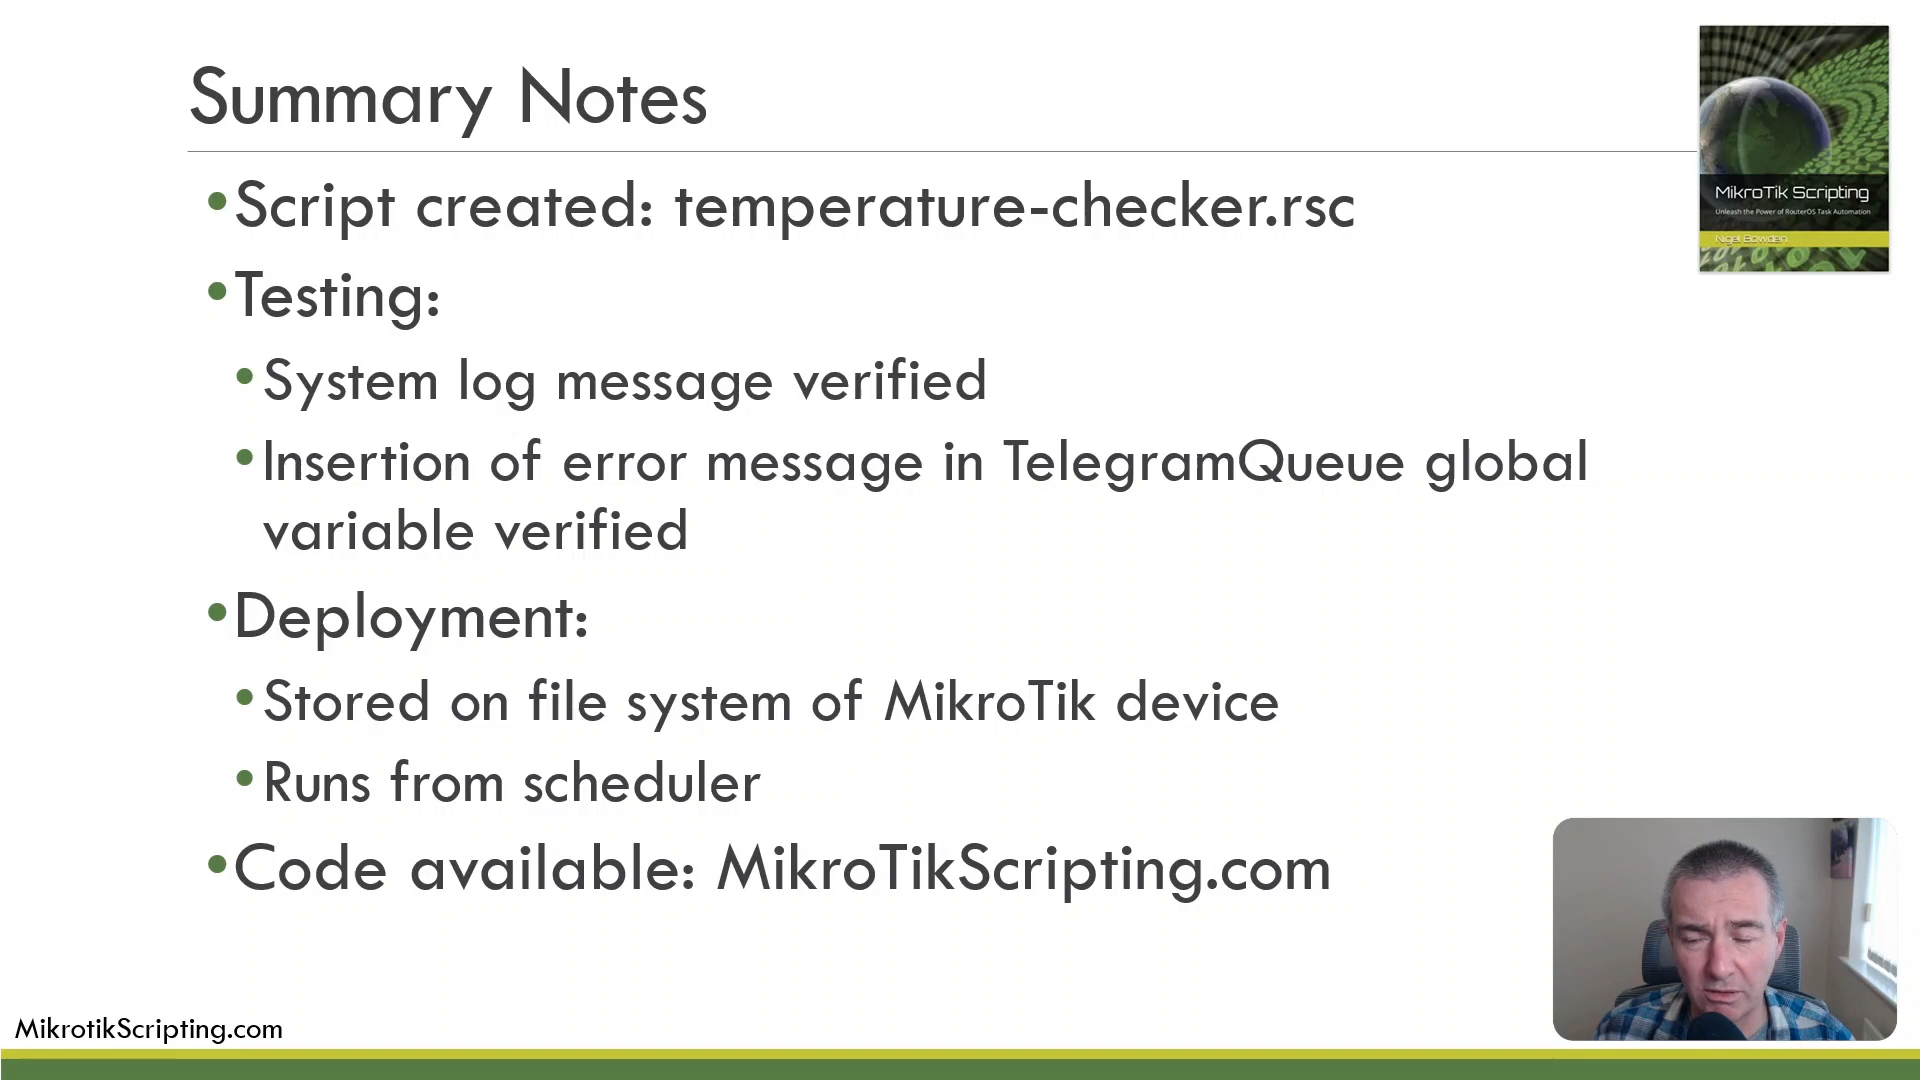 Summary Notes
•Script created: temperature-checker.rsc
•Testing:
•System log message verified
•Insertion of error message in TelegramQueue global
variable verified
•Deployment:
•Stored on file system of MikroTik device
•Runs from scheduler
•Code available: MikroTikScripting.com
MikrotikScripting.com
MikroTik Scripting
Unleash the Power of RouterOS Task Automation
Nigel Bowden